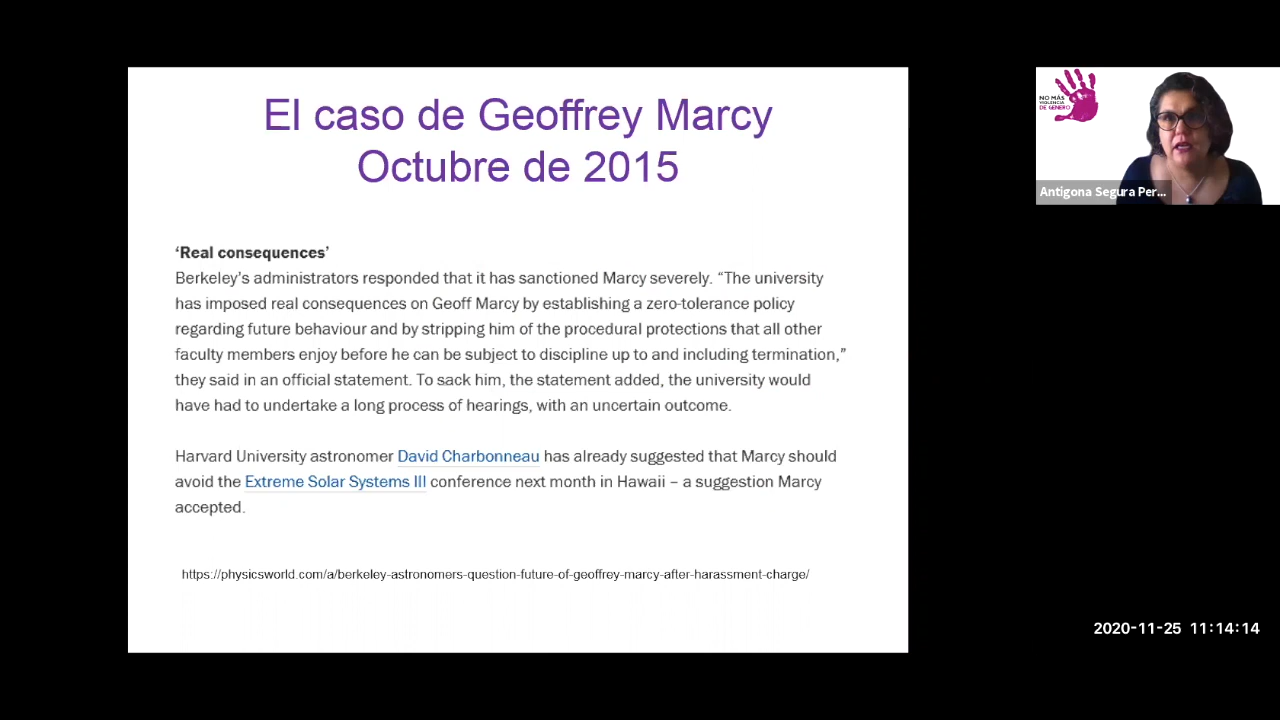 El caso de Geoffrey Marcy
Octubre de 2015
‘Real consequences’
Berkeley’s administrators responded that it has sanctioned Marcy severely. “The university
has imposed real consequences on Geoff Marcy by establishing a zero-tolerance policy
regarding future behaviour and by stripping him of the procedural protections that all other
faculty members enjoy before he can be subject to discipline up to and including termination,”
they said in an official statement. To sack him, the statement added, the university would
have had to undertake a long process of hearings, with an uncertain outcome.
Harvard University astronomer David Charbonneau has already suggested that Marcy should
avoid the Extreme Solar Systems III conference next month in Hawaii – a suggestion Marcy
accepted.
https://physicsworld.com/a/berkeley-astronomers-question-future-of-geoffrey-marcy-after-harassment-charge/
NO MÁS
VIOLENCIA
DE GÉNERO
Antigona Segura Per...
2020-11-25 11:14:14